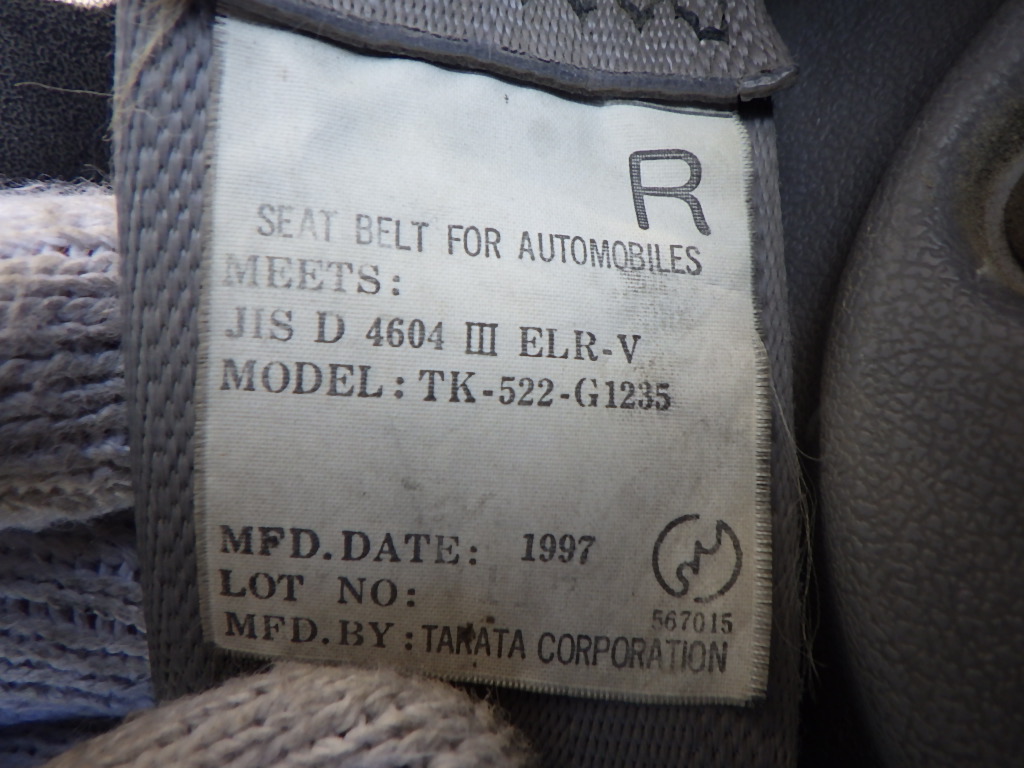 R
SEAT BELT FOR AUTOMOBILES
MEETS:
JIS D 4604 III ELR-V
MODEL: TK-522-G1235
MFD.DATE: 1997
LOT NO:
567015
MFD.BY: TAKATA CORPORATION